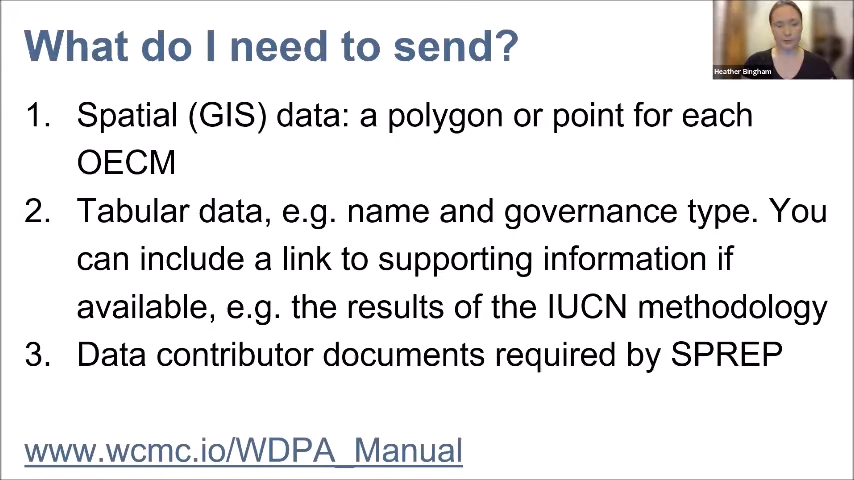 What do I need to send?
Heather Bingham
1. Spatial (GIS) data: a polygon or point for each
OECM
2. Tabular data, e.g. name and governance type. You
can include a link to supporting information if
available, e.g. the results of the IUCN methodology
3. Data contributor documents required by SPREP
www.wcmc.io/WDPA_Manual